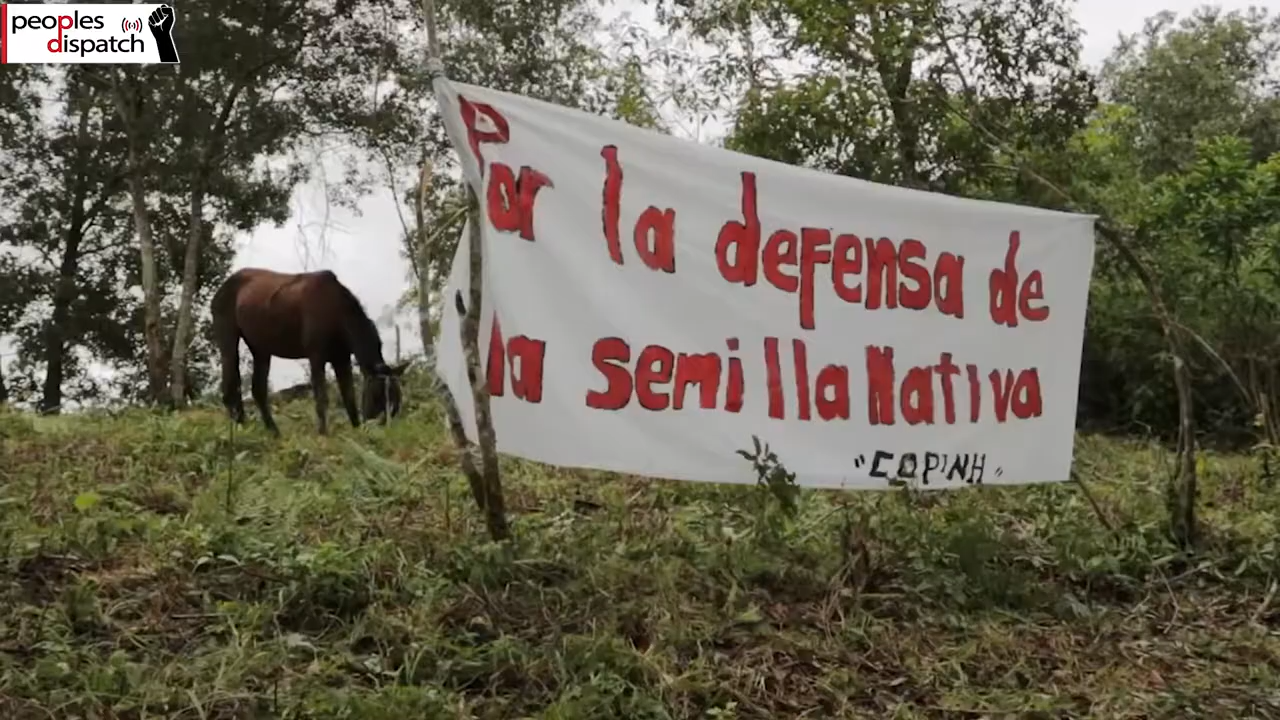 peoples
dispatch
Por la defensa de
la semilla Nativa
"COPINH"